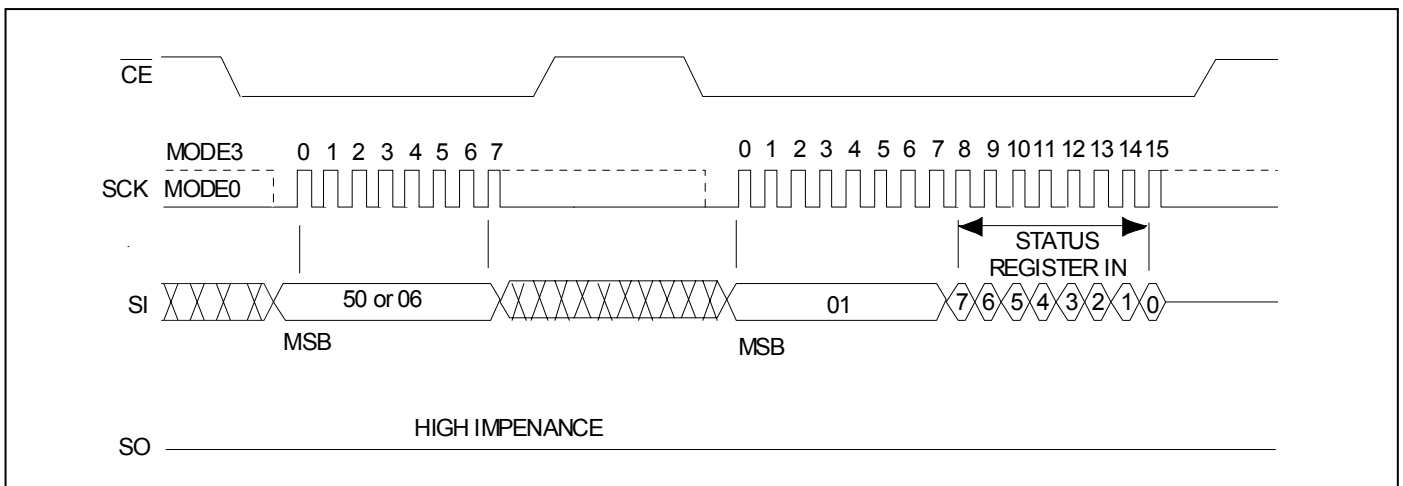 CE
MODE3 0 1 2 3 4 5 6 7 0 1 2 3 4 5 6 7 8 9 10 11 12 13 14 15
SCK MODE0
STATUS
REGISTER IN
SI 50 or 06 01 7 6 5 4 3 2 1 0
MSB MSB
HIGH IMPENANCE
SO